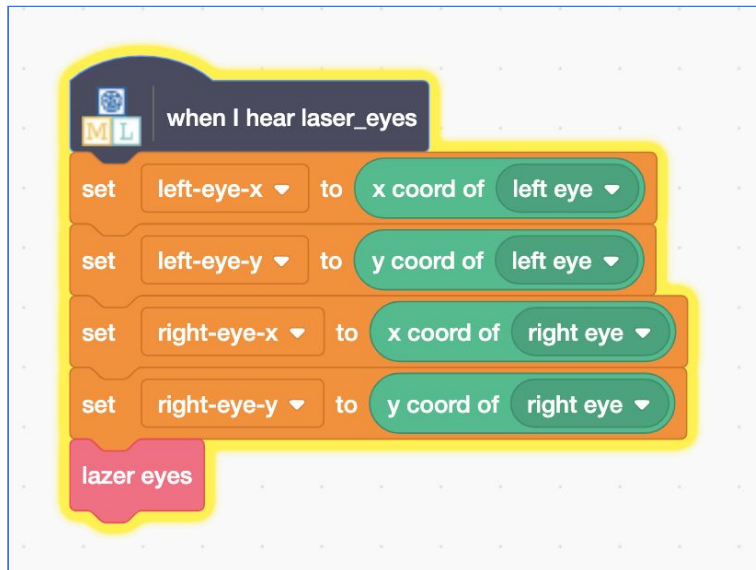 ML when I hear laser_eyes
set left-eye-x to x coord of left eye
set left-eye-y to y coord of left eye
set right-eye-x to x coord of right eye
set right-eye-y to y coord of right eye
lazer eyes